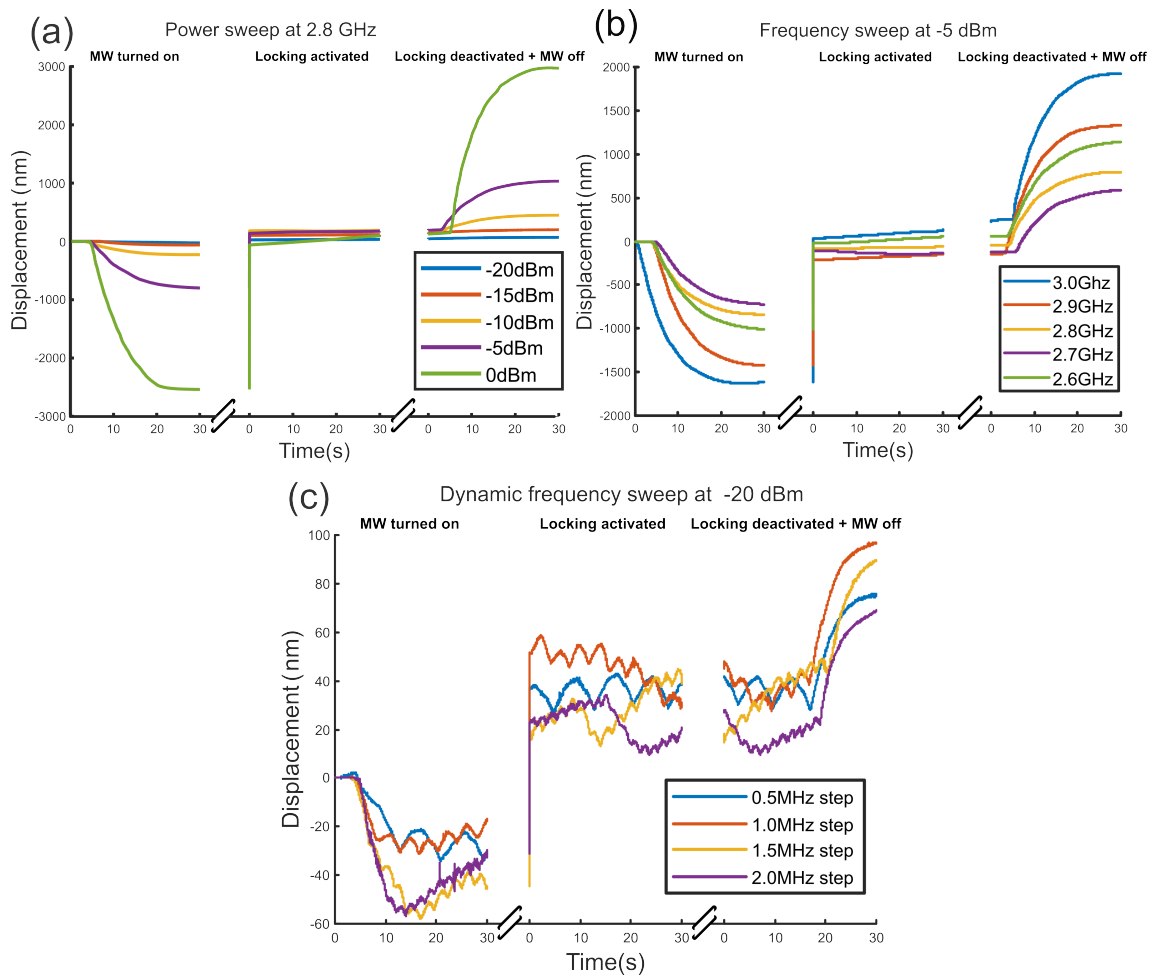 (a)
Power sweep at 2.8 GHz
MW turned on
Locking activated
Locking deactivated + MW off
3000
2000
1000
0
-1000
-2000
-3000
Displacement (nm)
0 10 20 30
0 10 20 30
0 10 20 30
Time(s)
-20dBm
-15dBm
-10dBm
-5dBm
0dBm
(b)
Frequency sweep at -5 dBm
MW turned on
Locking activated
Locking deactivated + MW off
2000
1500
1000
500
0
-500
-1000
-1500
-2000
Displacement (nm)
0 10 20 30
0 10 20 30
0 10 20 30
Time(s)
3.0Ghz
2.9GHz
2.8GHz
2.7GHz
2.6GHz
(c)
Dynamic frequency sweep at -20 dBm
MW turned on
Locking activated
Locking deactivated + MW off
100
80
60
40
20
0
-20
-40
-60
Displacement (nm)
0 10 20 30
0 10 20 30
0 10 20 30
Time(s)
0.5MHz step
1.0MHz step
1.5MHz step
2.0MHz step